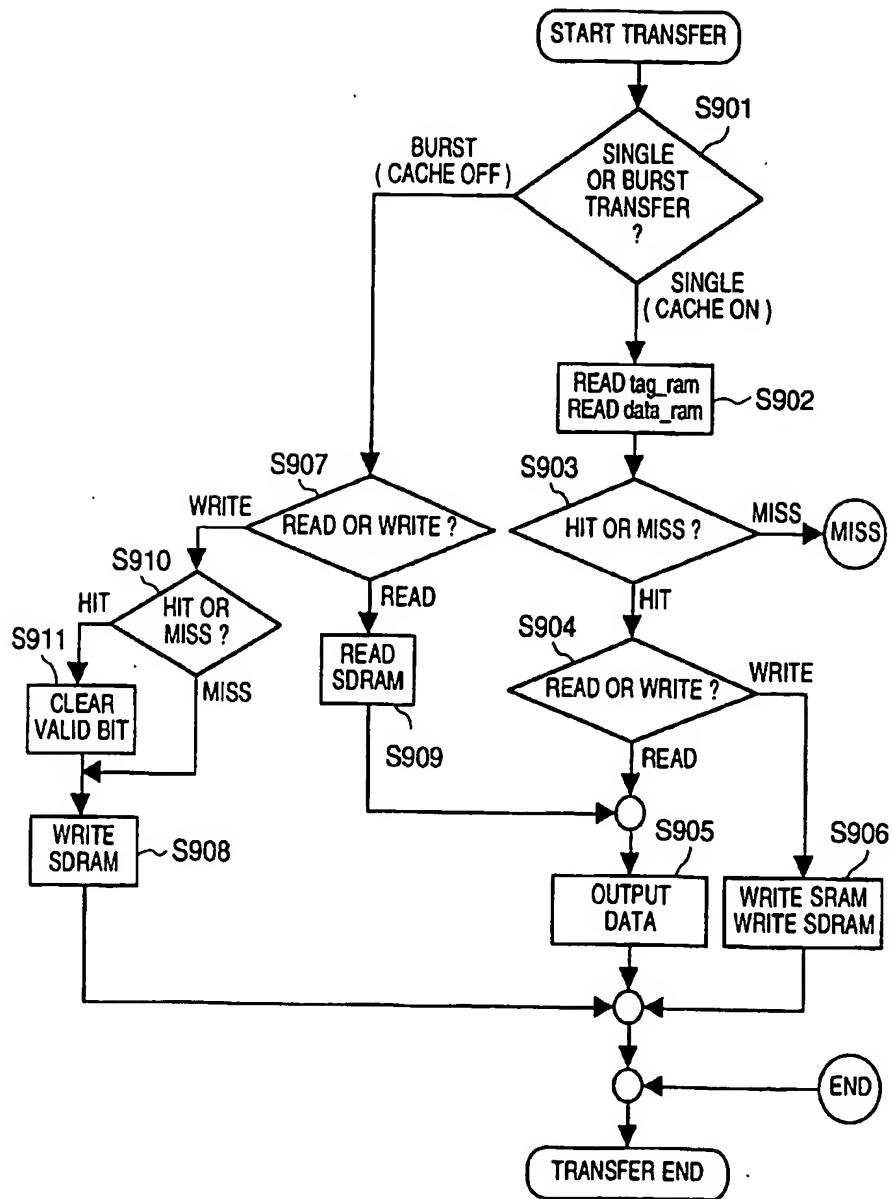 START TRANSFER
S901
BURST
( CACHE OFF )
SINGLE
OR BURST
TRANSFER
?
SINGLE
( CACHE ON )
READ tag_ram
READ data_ram
S902
S907
S903
WRITE
READ OR WRITE ?
HIT OR MISS ?
MISS
MISS
S910
HIT
HIT OR
MISS ?
READ
HIT
S911
S904
CLEAR
VALID BIT
MISS
READ
SDRAM
READ OR WRITE ?
WRITE
S909
READ
WRITE
SDRAM
S908
S905
S906
OUTPUT
DATA
WRITE SRAM
WRITE SDRAM
END
TRANSFER END